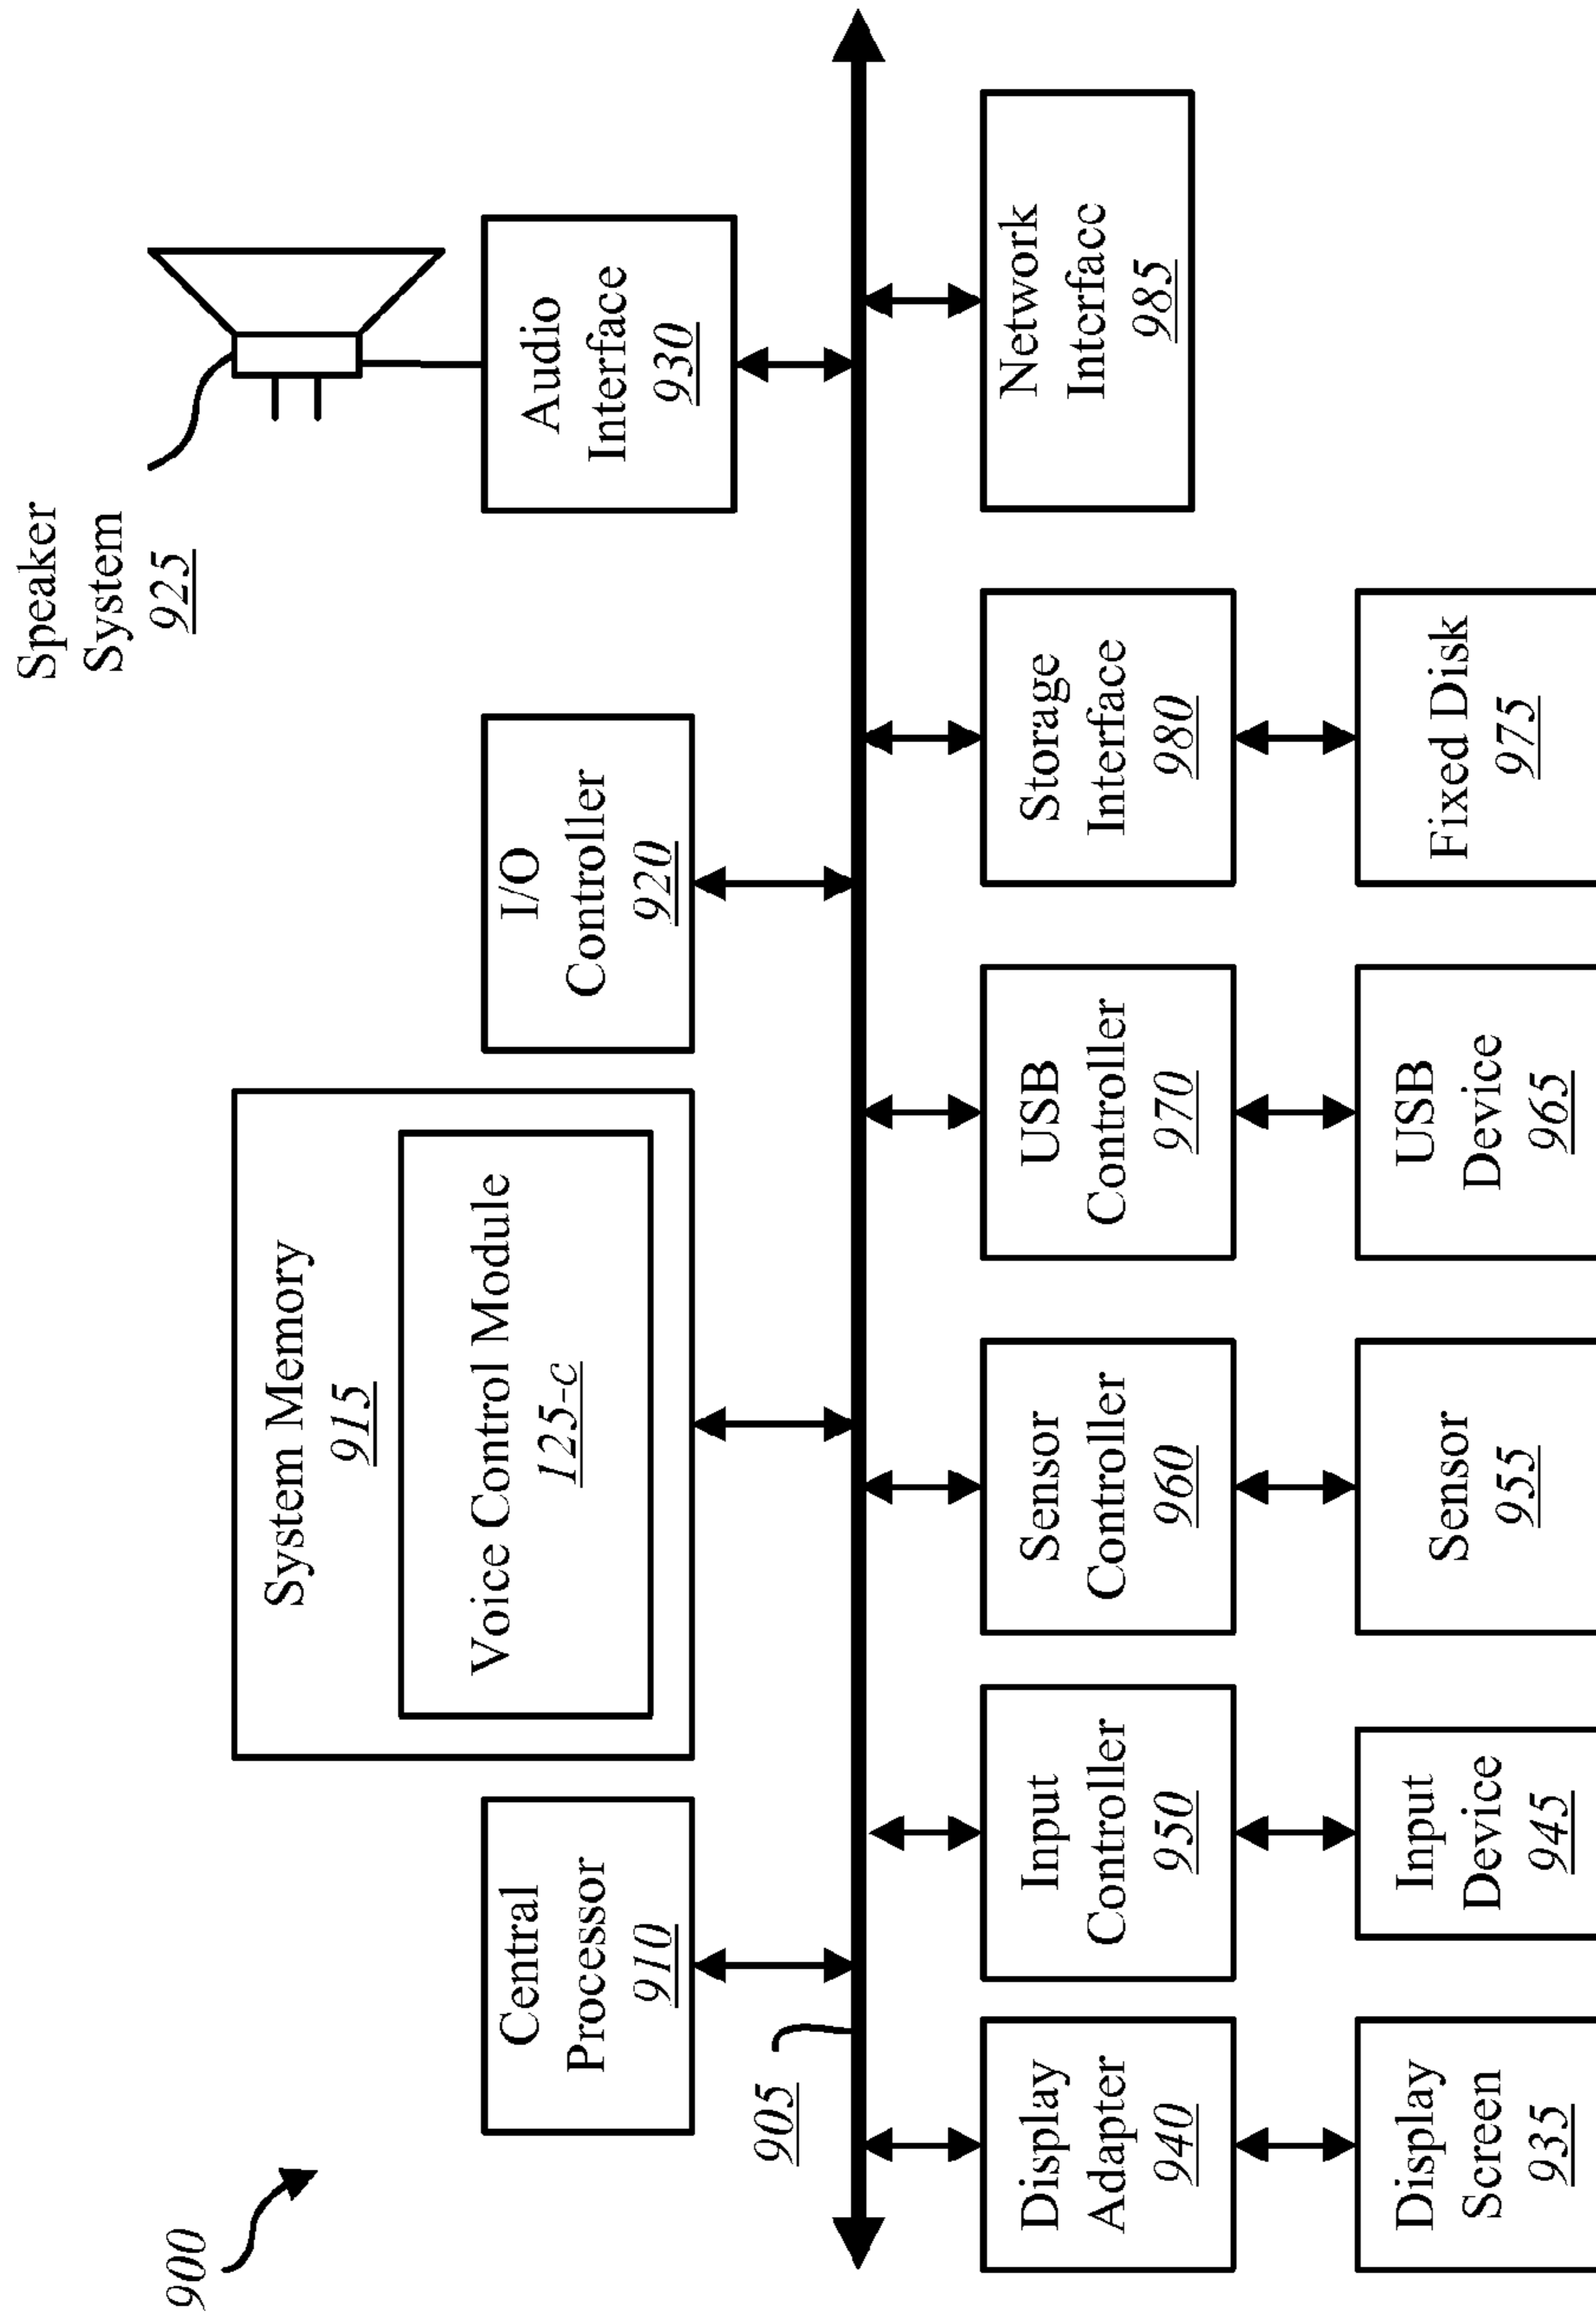 900
Speaker
System
925
System Memory
915
Voice Control Module
125-c
Central
Processor
910
I/O
Controller
920
Audio
Interface
930
905
Display
Adapter
940
Input
Controller
950
Sensor
Controller
960
USB
Controller
970
Storage
Interface
980
Network
Interface
985
Display
Screen
935
Input
Device
945
Sensor
955
USB
Device
965
Fixed Disk
975